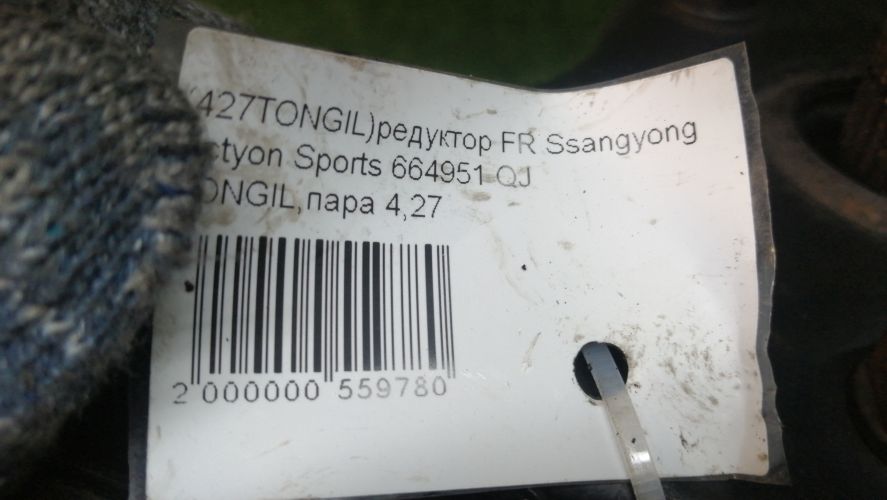 (427TONGIL)редуктор FR Ssangyong
ctyon Sports 664951 QJ
ONGIL,пара 4,27
2 000000 559780